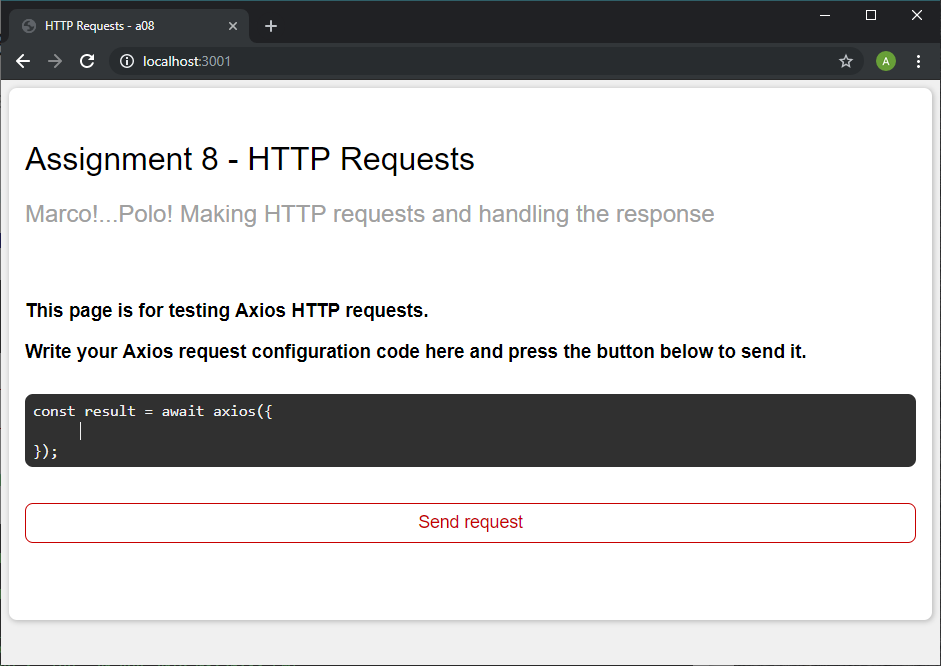 HTTP Requests - a08
localhost:3001
A
Assignment 8 - HTTP Requests
Marco!...Polo! Making HTTP requests and handling the response
This page is for testing Axios HTTP requests.
Write your Axios request configuration code here and press the button below to send it.
const result = await axios({
});
Send request